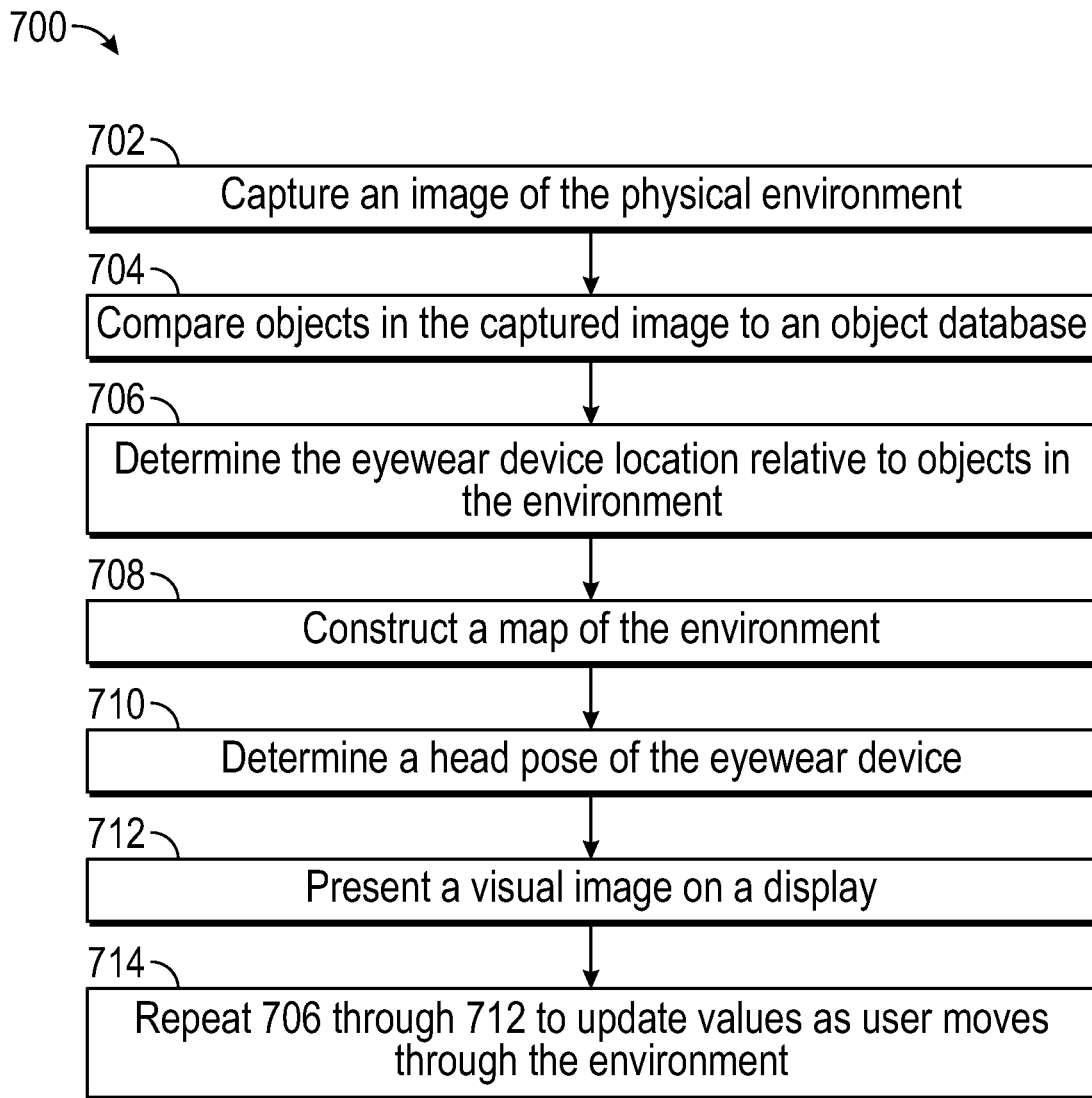 700
702
Capture an image of the physical environment
704
Compare objects in the captured image to an object database
706
Determine the eyewear device location relative to objects in
the environment
708
Construct a map of the environment
710
Determine a head pose of the eyewear device
712
Present a visual image on a display
714
Repeat 706 through 712 to update values as user moves
through the environment